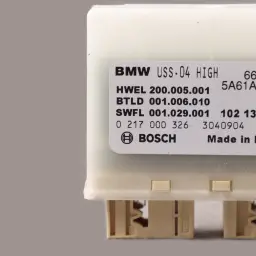 BMW USS-04 HIGH 66
5A61A
HWEL 200.005.001
BTLD 001.006.010
SWFL 001.029.001 102 13
0 217 000 326 3040904
BOSCH Made in